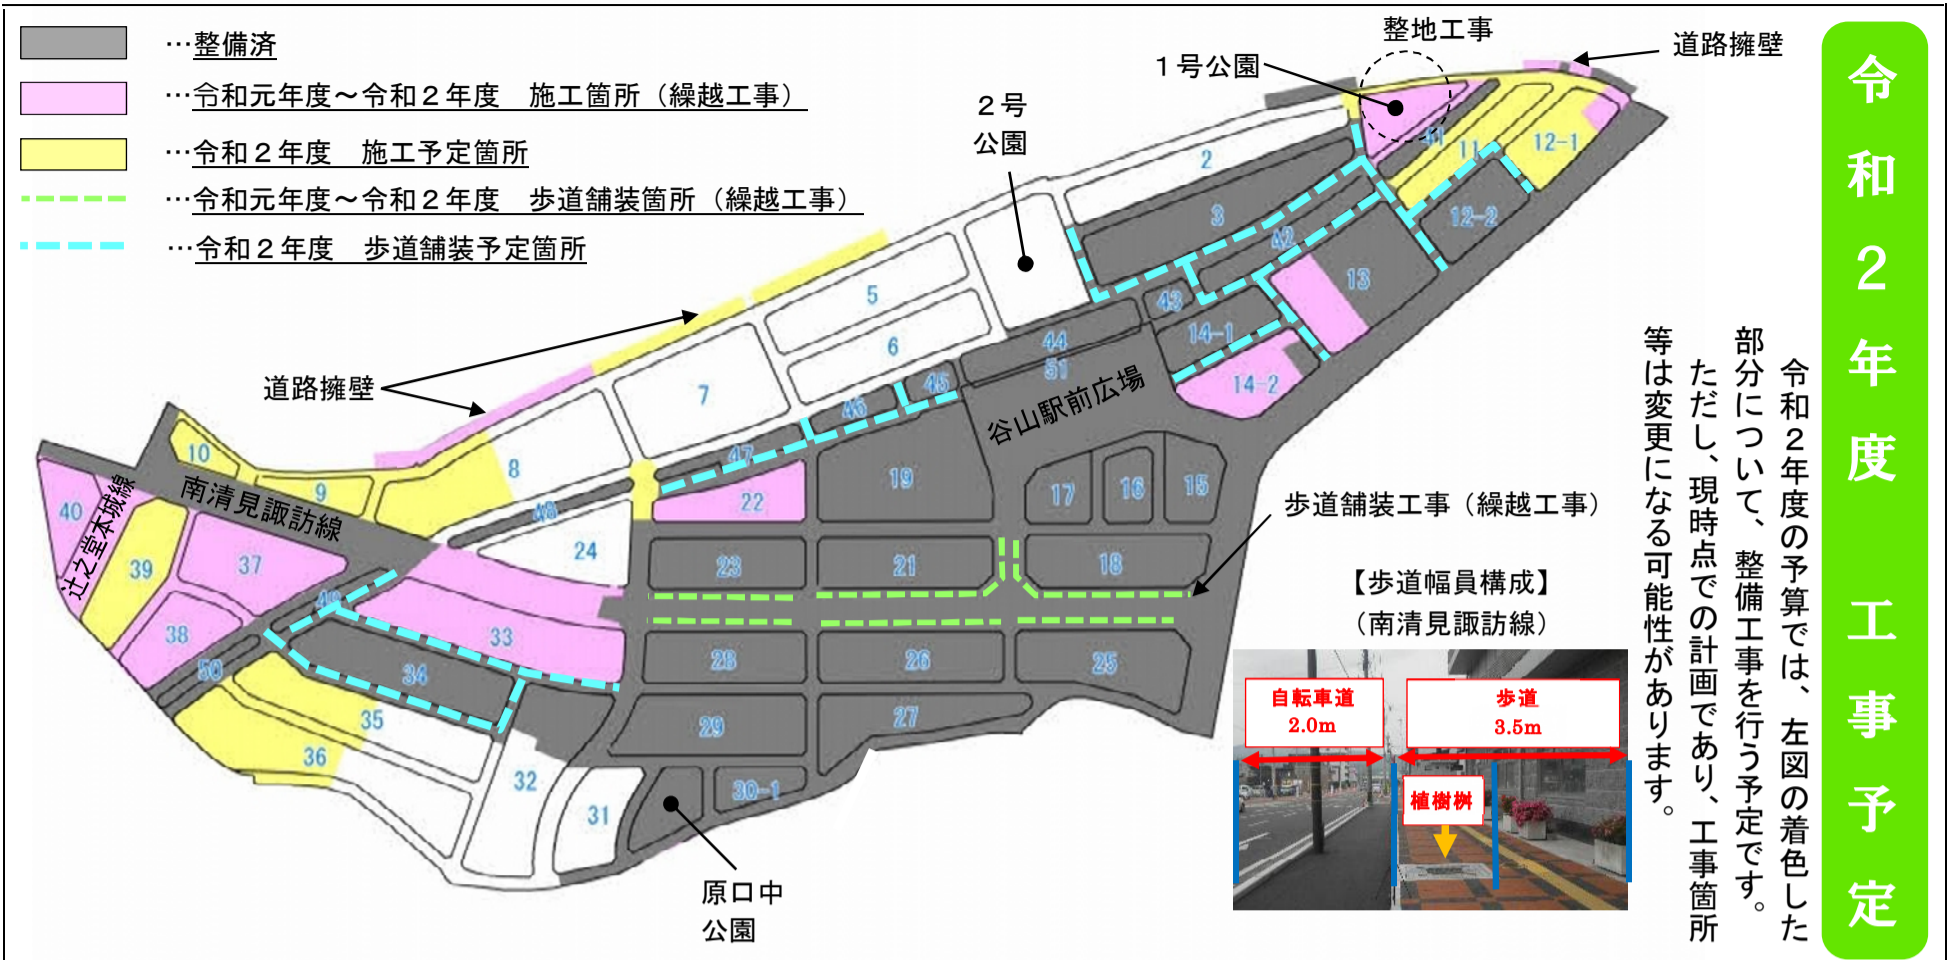 令和２年度　工事予定
令和２年度の予算では、左図の着色した
部分について、整備工事を行う予定です。
ただし、現時点での計画であり、工事箇所
等は変更になる可能性があります。
…整備済
…令和元年度～令和２年度　施工箇所（繰越工事）
…令和２年度　施工予定箇所
…令和元年度～令和２年度　歩道舗装箇所（繰越工事）
…令和２年度　歩道舗装予定箇所
整地工事
１号公園
道路擁壁
２号
公園
2
3
41
11
12-1
12-2
42
13
43
14-1
14-2
44
51
谷山駅前広場
5
6
7
45
46
47
道路擁壁
8
9
10
南清見諏訪線
辻之堂本城線
40
39
37
38
48
24
22
19
17
16
15
23
21
18
歩道舗装工事（繰越工事）
49
33
34
50
35
36
28
26
25
29
27
32
31
30-1
原口中
公園
【歩道幅員構成】
（南清見諏訪線）
自転車道
2.0m
歩道
3.5m
植樹桝